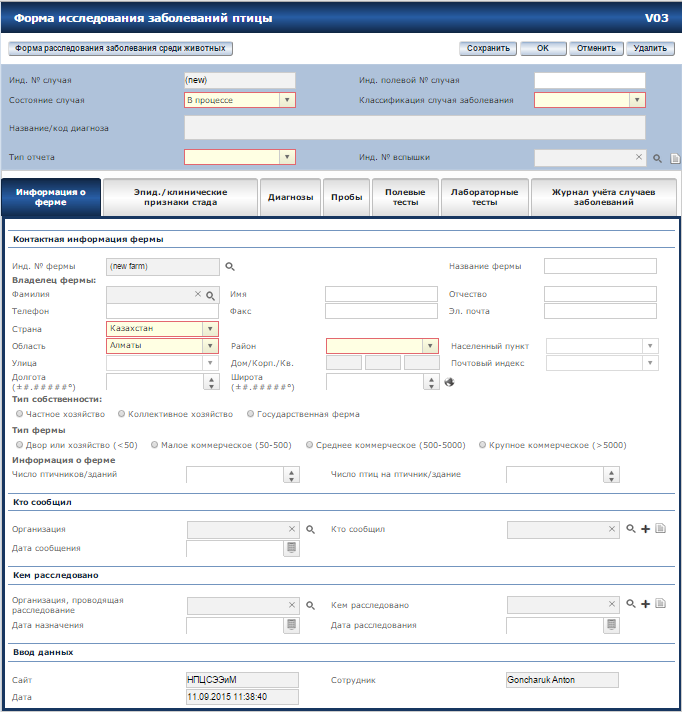 Форма исследования заболеваний птицы V03
Форма расследования заболевания среди животных Сохранить OK Отменить Удалить
Инд. № случая (new) Инд. полевой № случая
Состояние случая В процессе Классификация случая заболевания
Название/код диагноза
Тип отчета Инд. № вспышки
Информация о ферме Эпид./клинические признаки стада Диагнозы Пробы Полевые тесты Лабораторные тесты Журнал учёта случаев заболеваний
Контактная информация фермы
Инд. № фермы (new farm) Название фермы
Владелец фермы:
Фамилия Имя Отчество
Телефон Факс Эл. почта
Страна Казахстан
Область Алматы Район Населенный пункт
Улица Дом/Корп./Кв. Почтовый индекс
Долгота (±##.#####°) Широта (±##.#####°)
Тип собственности:
Частное хозяйство Коллективное хозяйство Государственная ферма
Тип фермы
Двор или хозяйство (<50) Малое коммерческое (50-500) Среднее коммерческое (500-5000) Крупное коммерческое (>5000)
Информация о ферме
Число птичников/зданий Число птиц на птичник/здание
Кто сообщил
Организация Кто сообщил
Дата сообщения
Кем расследовано
Организация, проводящая расследование Кем расследовано
Дата назначения Дата расследования
Ввод данных
Сайт НПЦСЭЭиМ Сотрудник Goncharuk Anton
Дата 11.09.2015 11:38:40